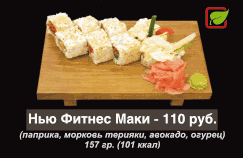 Нью Фитнес Маки - 110 руб.
(паприка, морковь терияки, авокадо, огурец)
157 гр. (101 ккал)